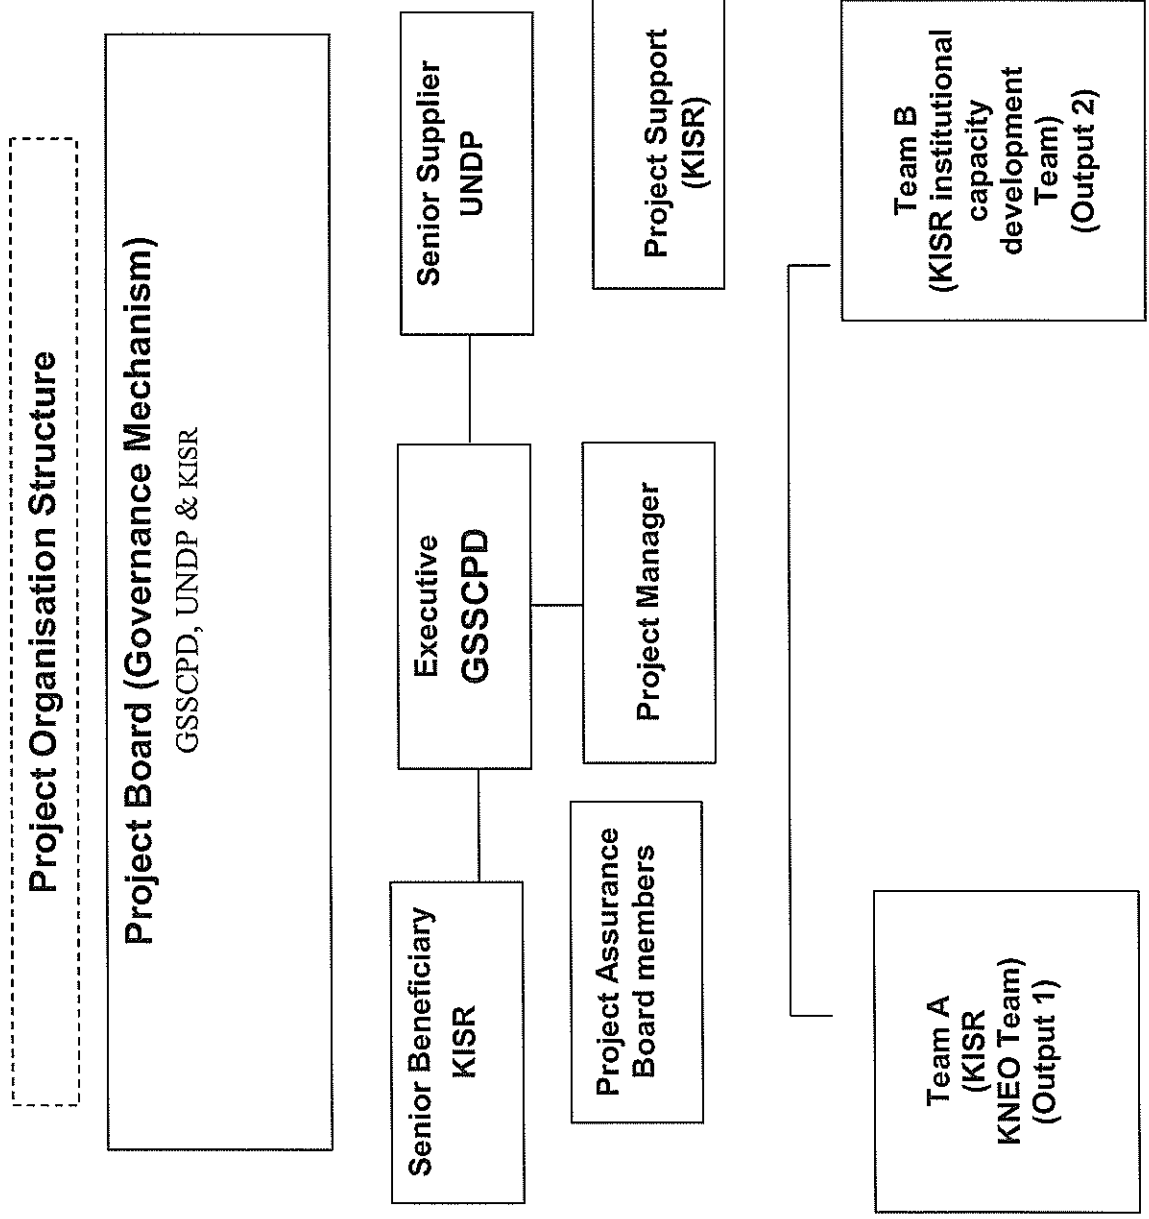 Project Organisation Structure
Project Board (Governance Mechanism)
GSSCPD, UNDP & KISR
Senior Beneficiary
KISR
Executive
GSSCPD
Senior Supplier
UNDP
Project Assurance
Board members
Project Manager
Project Support
(KISR)
Team A
(KISR
KNEO Team)
(Output 1)
Team B
(KISR institutional
capacity
development
Team)
(Output 2)